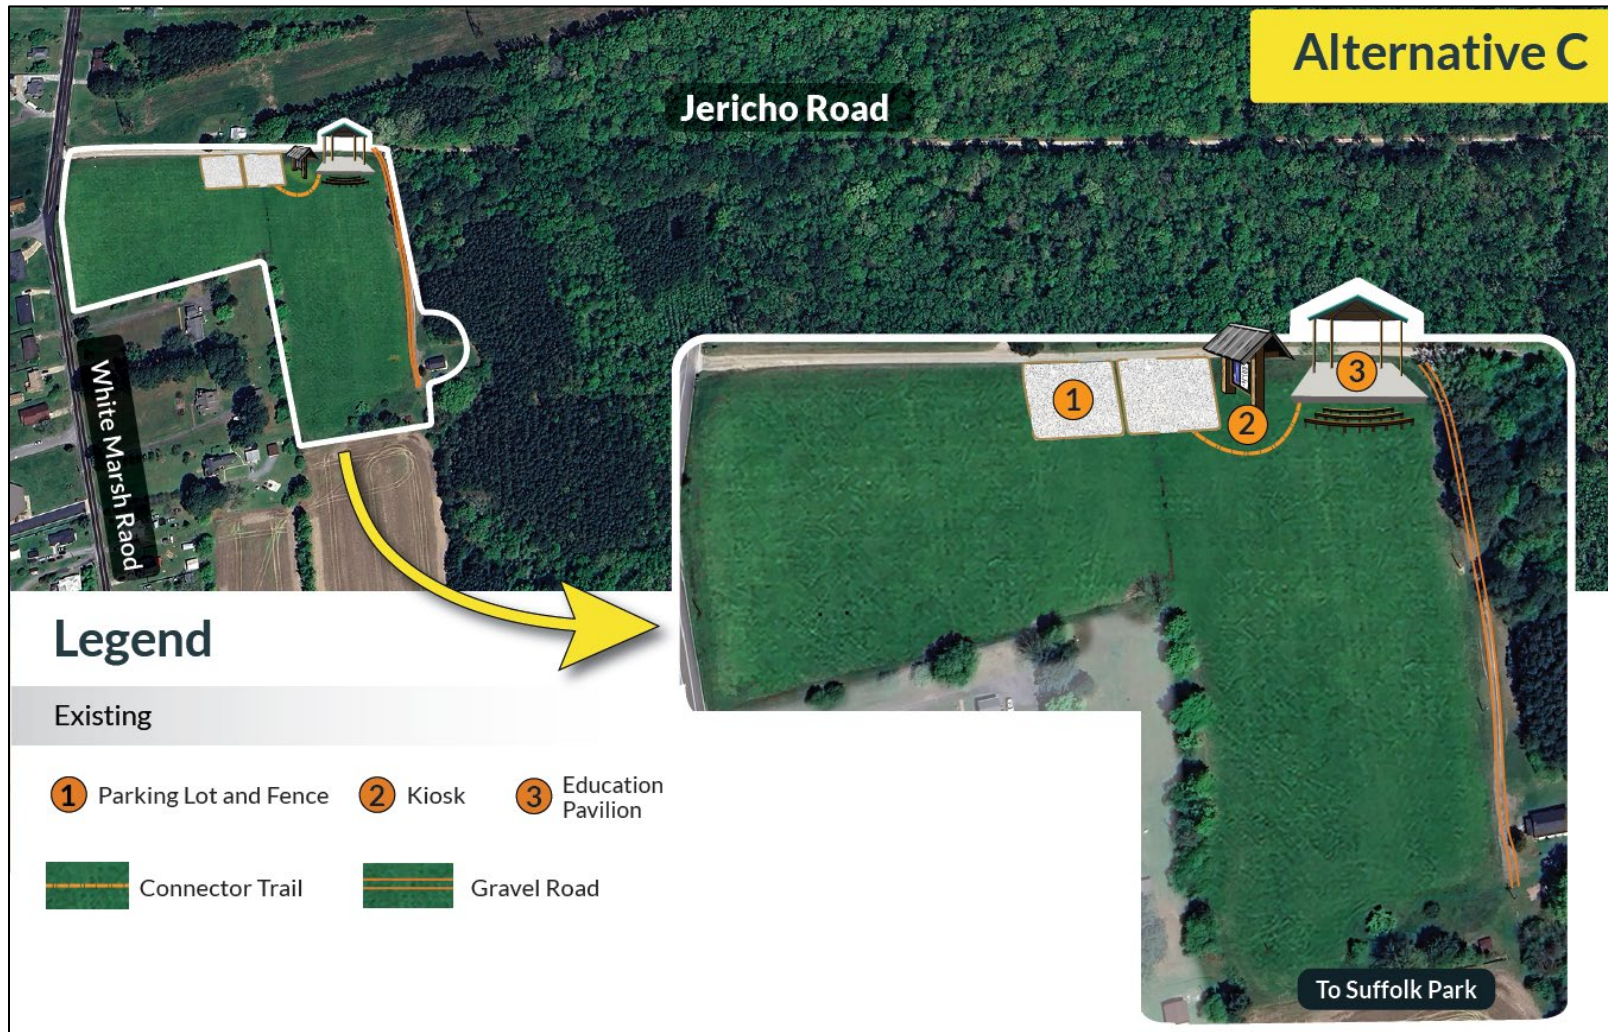 Alternative C
Jericho Road
White Marsh Raod
1
2
3
To Suffolk Park
Legend
Existing
1 Parking Lot and Fence
2 Kiosk
3 Education
Pavilion
Connector Trail
Gravel Road